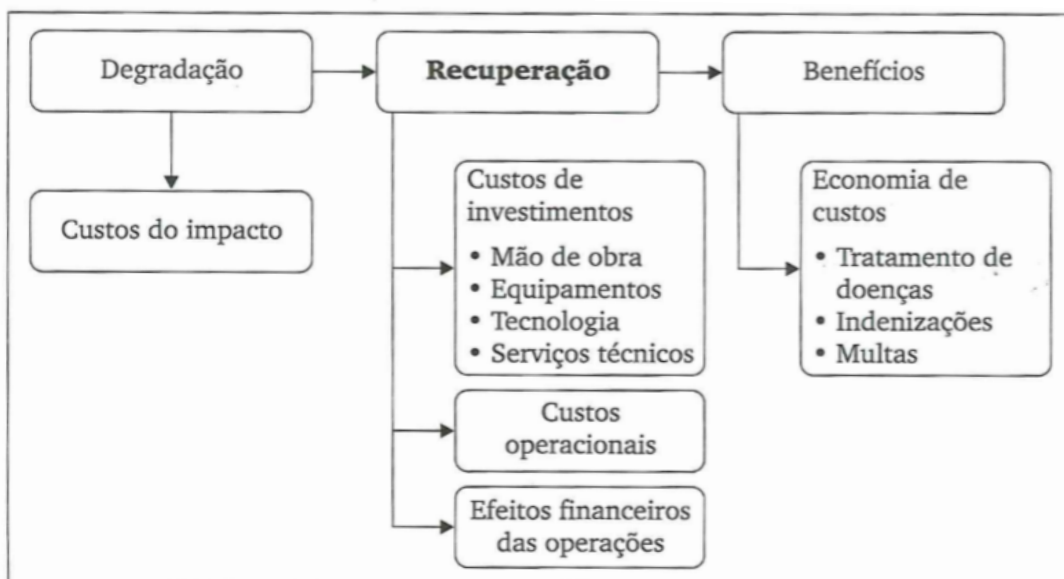 Degradação
Recuperação
Benefícios
Custos do impacto
Custos de
investimentos
• Mão de obra
• Equipamentos
• Tecnologia
• Serviços técnicos
Economia de
custos
• Tratamento de
doenças
• Indenizações
• Multas
Custos
operacionais
Efeitos financeiros
das operações